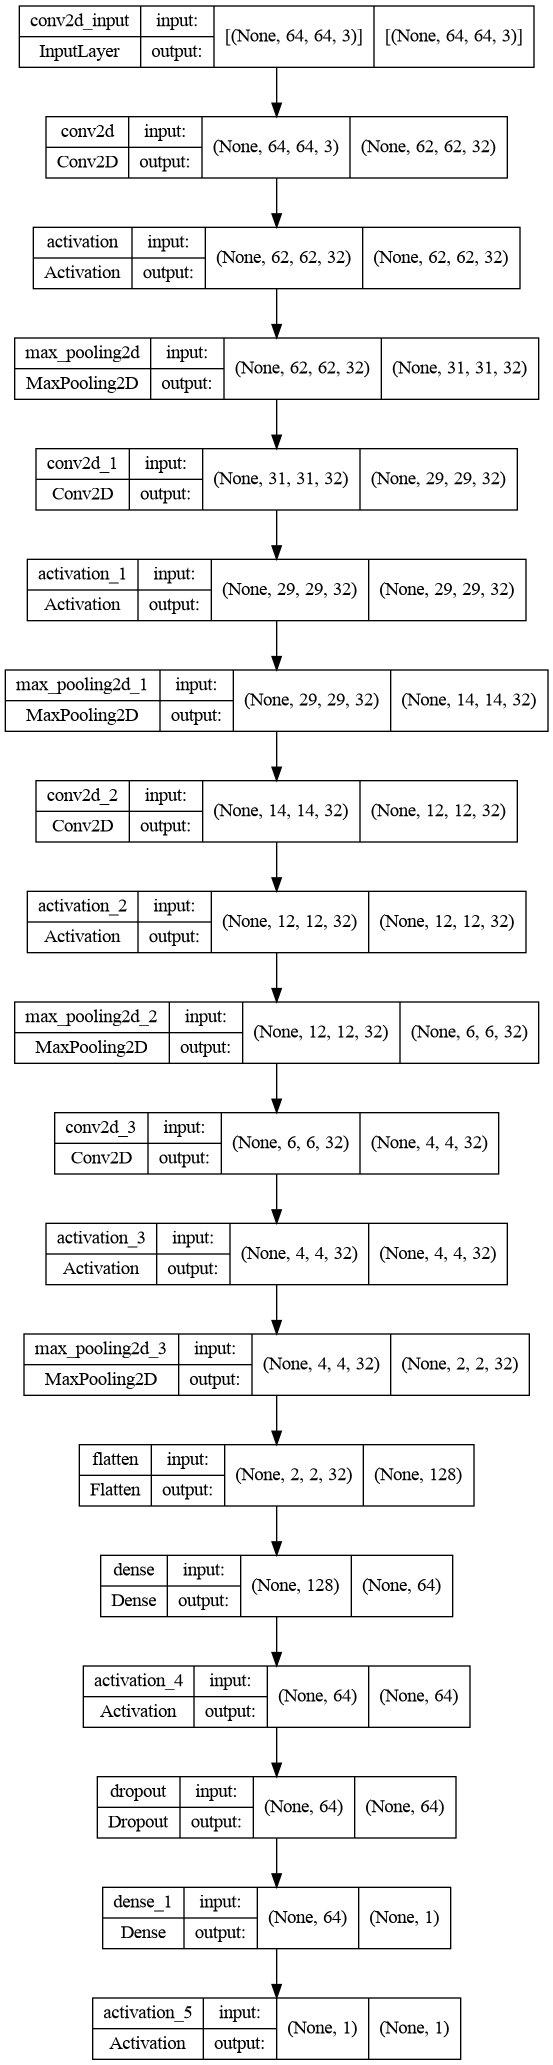 conv2d_input input: [(None, 64, 64, 3)] [(None, 64, 64, 3)]
InputLayer output:
conv2d input: (None, 64, 64, 3) (None, 62, 62, 32)
Conv2D output:
activation input: (None, 62, 62, 32) (None, 62, 62, 32)
Activation output:
max_pooling2d input: (None, 62, 62, 32) (None, 31, 31, 32)
MaxPooling2D output:
conv2d_1 input: (None, 31, 31, 32) (None, 29, 29, 32)
Conv2D output:
activation_1 input: (None, 29, 29, 32) (None, 29, 29, 32)
Activation output:
max_pooling2d_1 input: (None, 29, 29, 32) (None, 14, 14, 32)
MaxPooling2D output:
conv2d_2 input: (None, 14, 14, 32) (None, 12, 12, 32)
Conv2D output:
activation_2 input: (None, 12, 12, 32) (None, 12, 12, 32)
Activation output:
max_pooling2d_2 input: (None, 12, 12, 32) (None, 6, 6, 32)
MaxPooling2D output:
conv2d_3 input: (None, 6, 6, 32) (None, 4, 4, 32)
Conv2D output:
activation_3 input: (None, 4, 4, 32) (None, 4, 4, 32)
Activation output:
max_pooling2d_3 input: (None, 4, 4, 32) (None, 2, 2, 32)
MaxPooling2D output:
flatten input: (None, 2, 2, 32) (None, 128)
Flatten output:
dense input: (None, 128) (None, 64)
Dense output:
activation_4 input: (None, 64) (None, 64)
Activation output:
dropout input: (None, 64) (None, 64)
Dropout output:
dense_1 input: (None, 64) (None, 1)
Dense output:
activation_5 input: (None, 1) (None, 1)
Activation output: